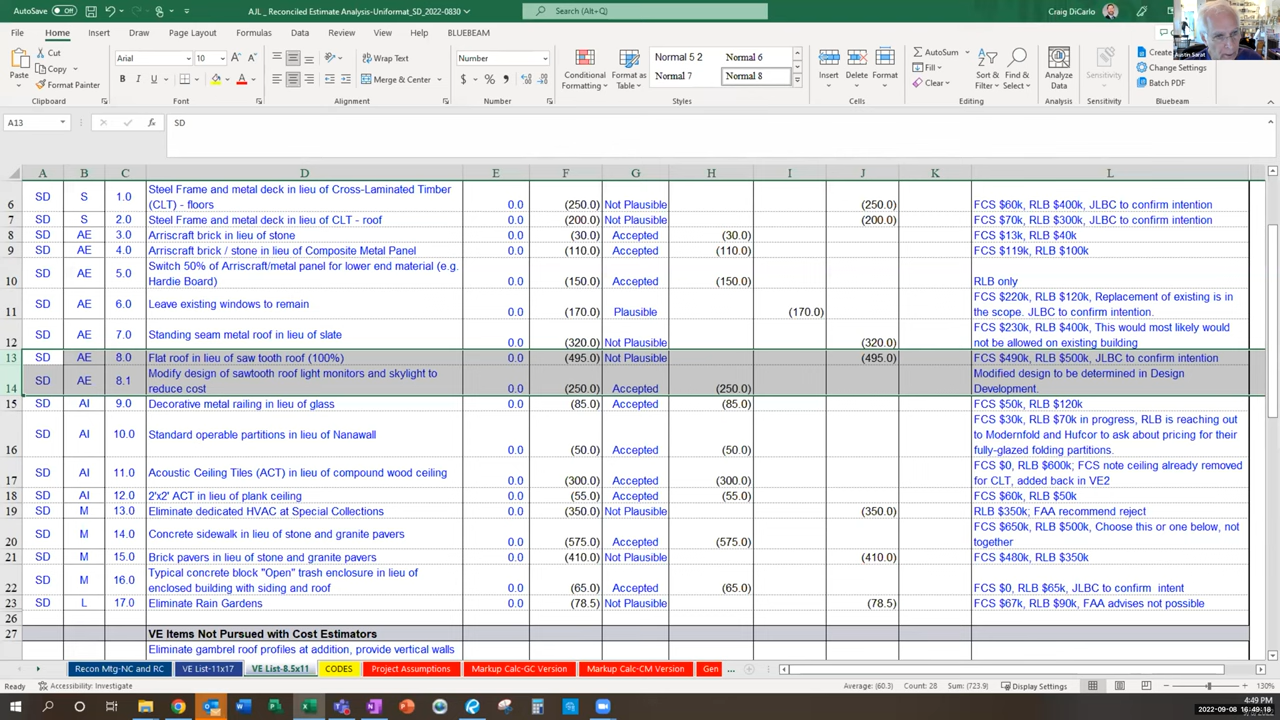 AutoSave Off AJL _ Reconciled Estimate Analysis-Uniformat_SD_2022-0830 Search (Alt+Q) Craig DiCarlo
File Home Insert Draw Page Layout Formulas Data Review View Help BLUEBEAM
Austin Sarat
Paste Cut Copy Format Painter Clipboard
Arial 10 B I U Font
Wrap Text Merge & Center Alignment
General $ % Number
Conditional Formatting Format as Table Normal 5 2 Normal 6 Normal 7 Normal 8 Styles
Insert Delete Format Cells
AutoSum Fill Clear Sort & Filter Find & Select Editing
Analyze Data Analysis Sensitivity Sensitivity
Change Settings Batch PDF Bluebeam
A13 fx SD
A B C D E F G H I J K L
6 SD S 1.0 Steel Frame and metal deck in lieu of Cross-Laminated Timber
(CLT) - floors 0.0 (250.0) Not Plausible (250.0) FCS $60k, RLB $400k, JLBC to confirm intention
7 SD S 2.0 Steel Frame and metal deck in lieu of CLT - roof 0.0 (200.0) Not Plausible (200.0) FCS $70k, RLB $300k, JLBC to confirm intention
8 SD AE 3.0 Arriscraft brick in lieu of stone 0.0 (30.0) Accepted (30.0) FCS $13k, RLB $40k
9 SD AE 4.0 Arriscraft brick / stone in lieu of Composite Metal Panel 0.0 (110.0) Accepted (110.0) FCS $119k, RLB $100k
10 SD AE 5.0 Switch 50% of Arriscraft/metal panel for lower end material (e.g.
Hardie Board) 0.0 (150.0) Accepted (150.0) RLB only
11 SD AE 6.0 Leave existing windows to remain 0.0 (170.0) Plausible (170.0) FCS $220k, RLB $120k, Replacement of existing is in
the scope. JLBC to confirm intention.
12 SD AE 7.0 Standing seam metal roof in lieu of slate 0.0 (320.0) Not Plausible (320.0) FCS $230k, RLB $400k, This would most likely would
not be allowed on existing building
13 SD AE 8.0 Flat roof in lieu of saw tooth roof (100%) 0.0 (495.0) Not Plausible (495.0) FCS $490k, RLB $500k, JLBC to confirm intention
14 SD AE 8.1 Modify design of sawtooth roof light monitors and skylight to
reduce cost 0.0 (250.0) Accepted (250.0) Modified design to be determined in Design
Development.
15 SD AI 9.0 Decorative metal railing in lieu of glass 0.0 (85.0) Accepted (85.0) FCS $50k, RLB $120k
16 SD AI 10.0 Standard operable partitions in lieu of Nanawall 0.0 (50.0) Accepted (50.0) FCS $30k, RLB $70k in progress, RLB is reaching out
to Modernfold and Hufcor to ask about pricing for their
fully-glazed folding partitions.
17 SD AI 11.0 Acoustic Ceiling Tiles (ACT) in lieu of compound wood ceiling 0.0 (300.0) Accepted (300.0) FCS $0, RLB $600k; FCS note ceiling already removed
for CLT, added back in VE2
18 SD AI 12.0 2'x2' ACT in lieu of plank ceiling 0.0 (55.0) Accepted (55.0) FCS $60k, RLB $50k
19 SD M 13.0 Eliminate dedicated HVAC at Special Collections 0.0 (350.0) Not Plausible (350.0) RLB $350k; FAA recommend reject
20 SD M 14.0 Concrete sidewalk in lieu of stone and granite pavers 0.0 (575.0) Accepted (575.0) FCS $650k, RLB $500k, Choose this or one below, not
together
21 SD M 15.0 Brick pavers in lieu of stone and granite pavers 0.0 (410.0) Not Plausible (410.0) FCS $480k, RLB $350k
22 SD M 16.0 Typical concrete block "Open" trash enclosure in lieu of
enclosed building with siding and roof 0.0 (65.0) Accepted (65.0) FCS $0, RLB $65k, JLBC to confirm intent
23 SD L 17.0 Eliminate Rain Gardens 0.0 (78.5) Not Plausible (78.5) FCS $67k, RLB $90k, FAA advises not possible
26
27 VE Items Not Pursued with Cost Estimators
Eliminate gambrel roof profiles at addition, provide vertical walls
Recon Mtg-NC and RC VE List-11x17 VE List-8.5x11 CODES Project Assumptions Markup Calc-GC Version Markup Calc-CM Version Gen ...
Ready Accessibility: Investigate Average: (60.3) Count: 28 Sum: (723.9) Display Settings 130%
4:49 PM
2022-09-08 16:49:18